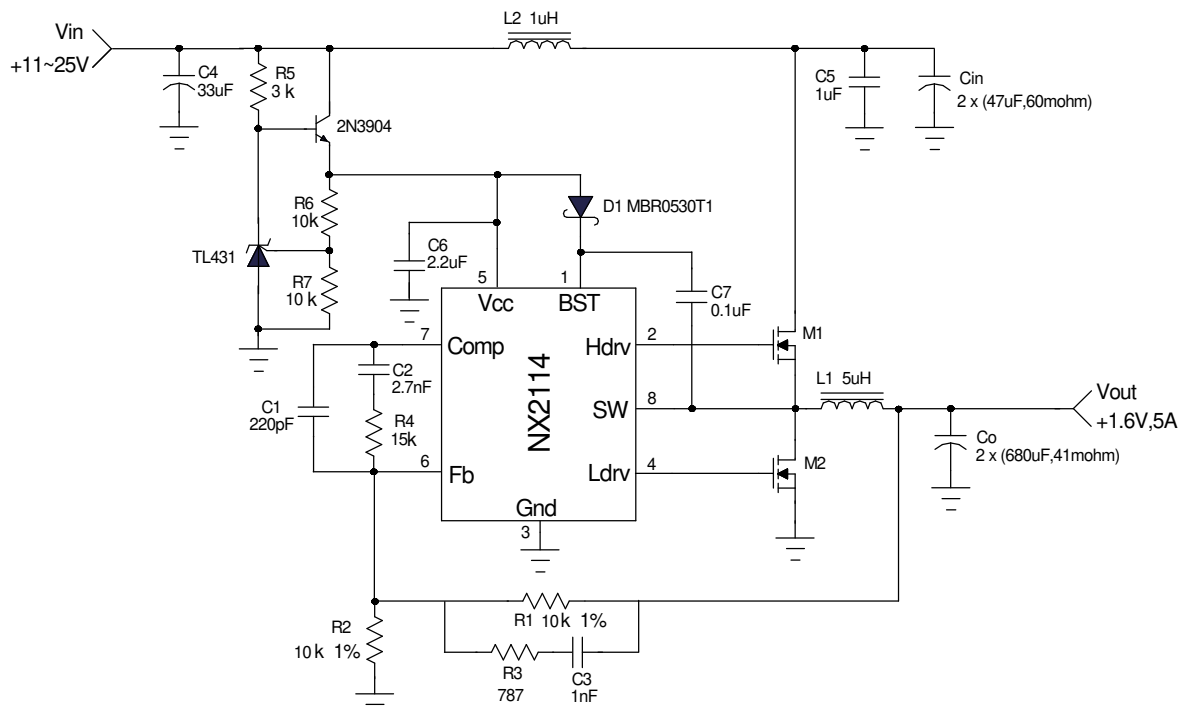 L2 1uH
Vin
+11~25V
C4
33uF
R5
3 k
2N3904
C5
1uF
Cin
2 x (47uF,60mohm)
R6
10k
D1 MBR0530T1
TL431
C6
2.2uF
R7
10 k
C7
0.1uF
5
1
Vcc
BST
7
Comp
Hdrv
2
M1
C2
2.7nF
NX2114
L1 5uH
Vout
+1.6V,5A
C1
220pF
R4
15k
SW
8
Co
2 x (680uF,41mohm)
6
Fb
Ldrv
4
M2
Gnd
3
R1 10k 1%
R2
10 k 1%
R3
787
C3
1nF